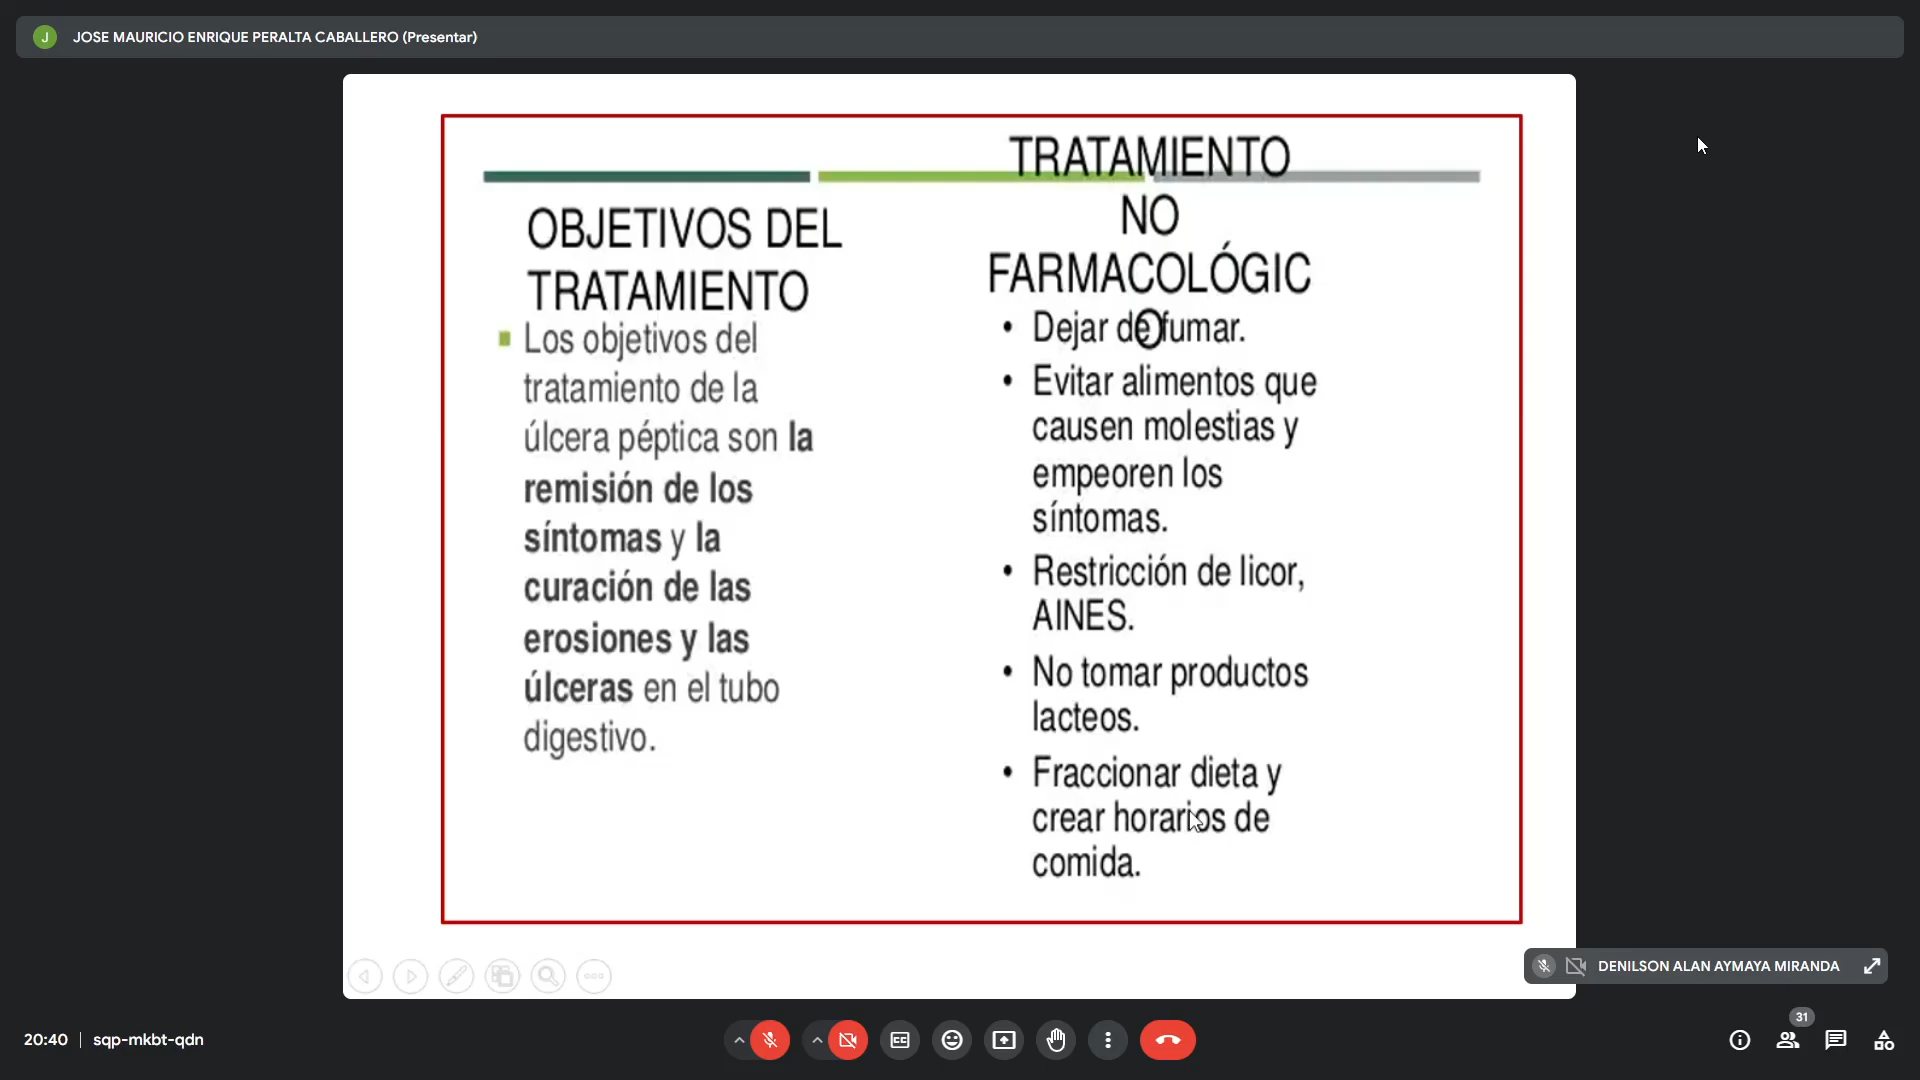 J JOSE MAURICIO ENRIQUE PERALTA CABALLERO (Presentar)
OBJETIVOS DEL
TRATAMIENTO
Los objetivos del
tratamiento de la
úlcera péptica son la
remisión de los
síntomas y la
curación de las
erosiones y las
úlceras en el tubo
digestivo.
TRATAMIENTO
NO
FARMACOLÓGIC
O
• Dejar de fumar.
• Evitar alimentos que
causen molestias y
empeoren los
síntomas.
• Restricción de licor,
AINES.
• No tomar productos
lacteos.
• Fraccionar dieta y
crear horarios de
comida.
DENILSON ALAN AYMAYA MIRANDA
20:40 | sqp-mkbt-qdn
CC
31